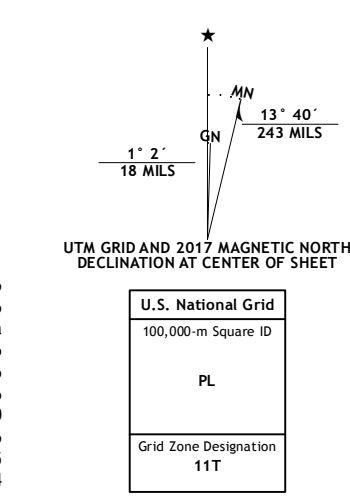 ★
MN
13° 40´
243 MILS
GN
1° 2´
18 MILS
UTM GRID AND 2017 MAGNETIC NORTH
DECLINATION AT CENTER OF SHEET
U.S. National Grid
100,000-m Square ID
PL
Grid Zone Designation
11T